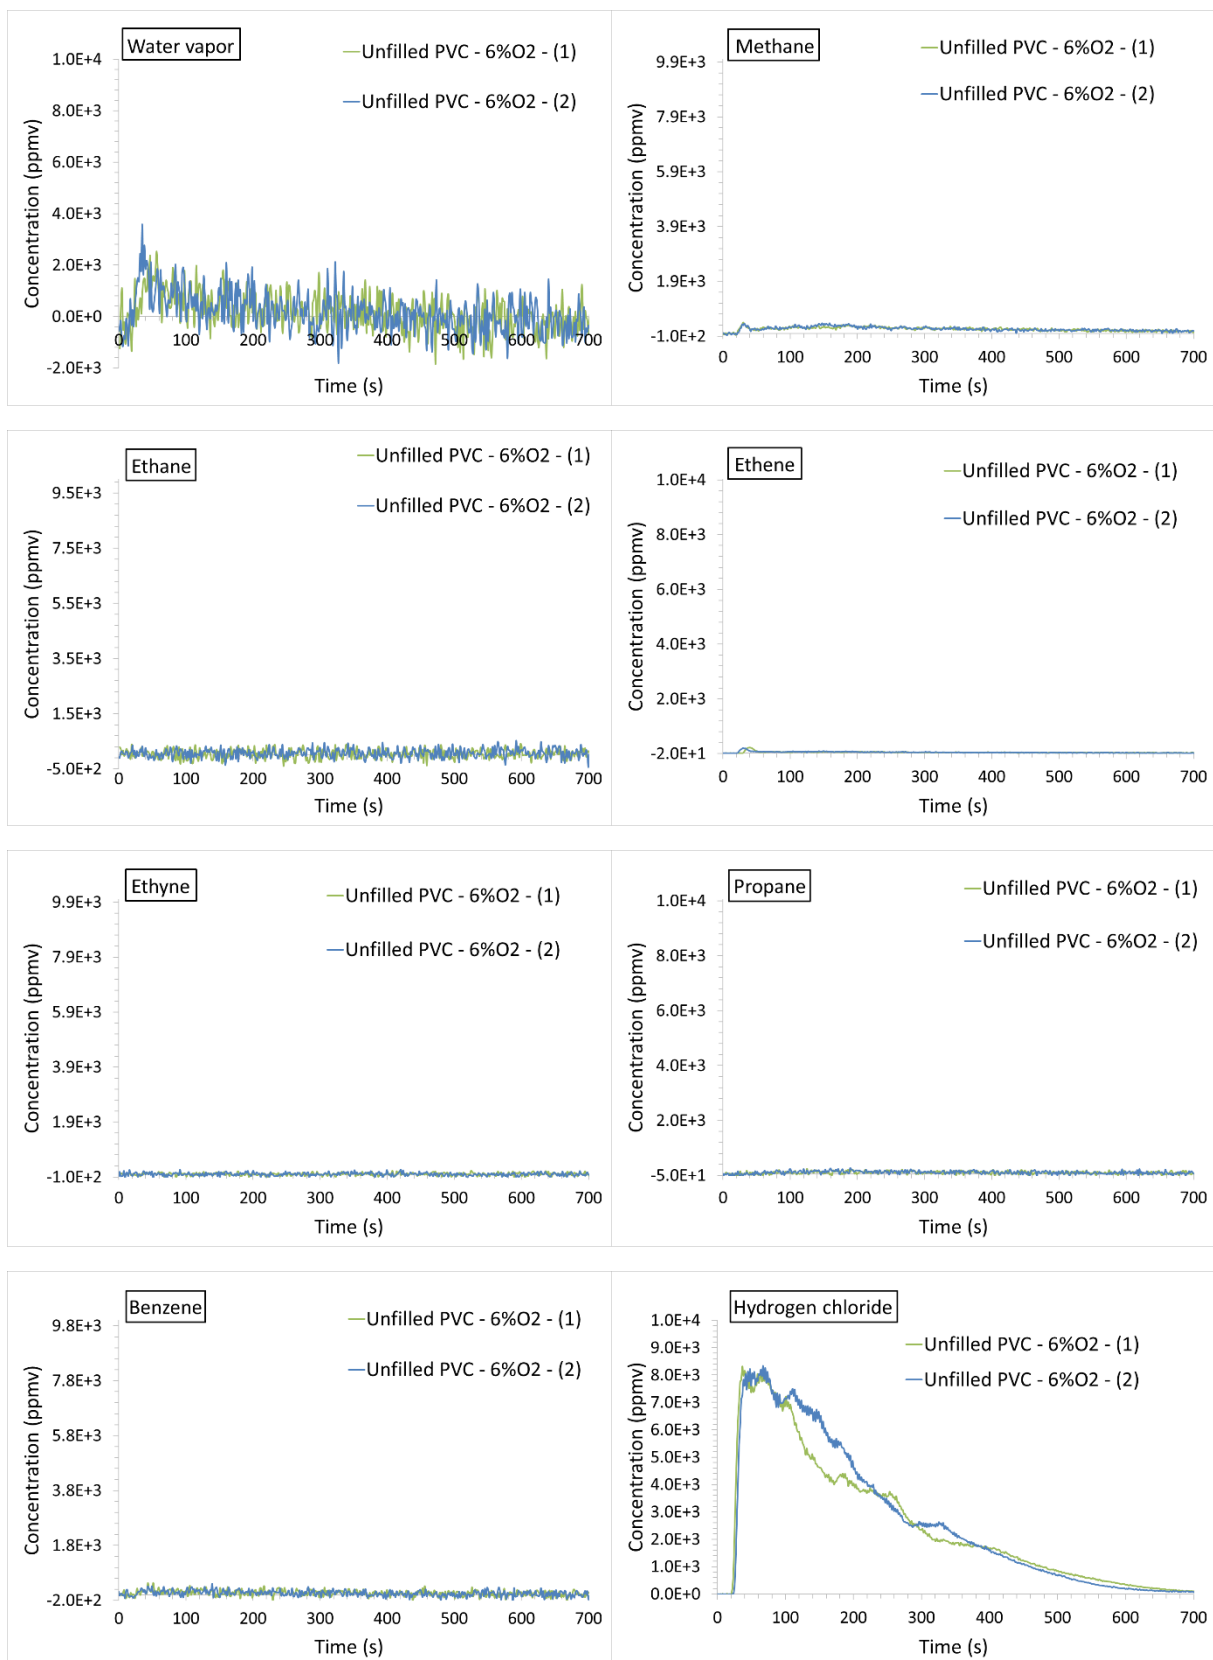 Water vapor
Unfilled PVC - 6%O2 - (1)
Unfilled PVC - 6%O2 - (2)
Concentration (ppmv)
1.0E+4
8.0E+3
6.0E+3
4.0E+3
2.0E+3
0.0E+0
-2.0E+3
0 100 200 300 400 500 600 700
Time (s)
Methane
Unfilled PVC - 6%O2 - (1)
Unfilled PVC - 6%O2 - (2)
Concentration (ppmv)
9.9E+3
7.9E+3
5.9E+3
3.9E+3
1.9E+3
-1.0E+2
0 100 200 300 400 500 600 700
Time (s)
Ethane
Unfilled PVC - 6%O2 - (1)
Unfilled PVC - 6%O2 - (2)
Concentration (ppmv)
9.5E+3
7.5E+3
5.5E+3
3.5E+3
1.5E+3
-5.0E+2
0 100 200 300 400 500 600 700
Time (s)
Ethene
Unfilled PVC - 6%O2 - (1)
Unfilled PVC - 6%O2 - (2)
Concentration (ppmv)
1.0E+4
8.0E+3
6.0E+3
4.0E+3
2.0E+3
-2.0E+1
0 100 200 300 400 500 600 700
Time (s)
Ethyne
Unfilled PVC - 6%O2 - (1)
Unfilled PVC - 6%O2 - (2)
Concentration (ppmv)
9.9E+3
7.9E+3
5.9E+3
3.9E+3
1.9E+3
-1.0E+2
0 100 200 300 400 500 600 700
Time (s)
Propane
Unfilled PVC - 6%O2 - (1)
Unfilled PVC - 6%O2 - (2)
Concentration (ppmv)
1.0E+4
8.0E+3
6.0E+3
4.0E+3
2.0E+3
-5.0E+1
0 100 200 300 400 500 600 700
Time (s)
Benzene
Unfilled PVC - 6%O2 - (1)
Unfilled PVC - 6%O2 - (2)
Concentration (ppmv)
9.8E+3
7.8E+3
5.8E+3
3.8E+3
1.8E+3
-2.0E+2
0 100 200 300 400 500 600 700
Time (s)
Hydrogen chloride
Unfilled PVC - 6%O2 - (1)
Unfilled PVC - 6%O2 - (2)
Concentration (ppmv)
1.0E+4
9.0E+3
8.0E+3
7.0E+3
6.0E+3
5.0E+3
4.0E+3
3.0E+3
2.0E+3
1.0E+3
0.0E+0
0 100 200 300 400 500 600 700
Time (s)